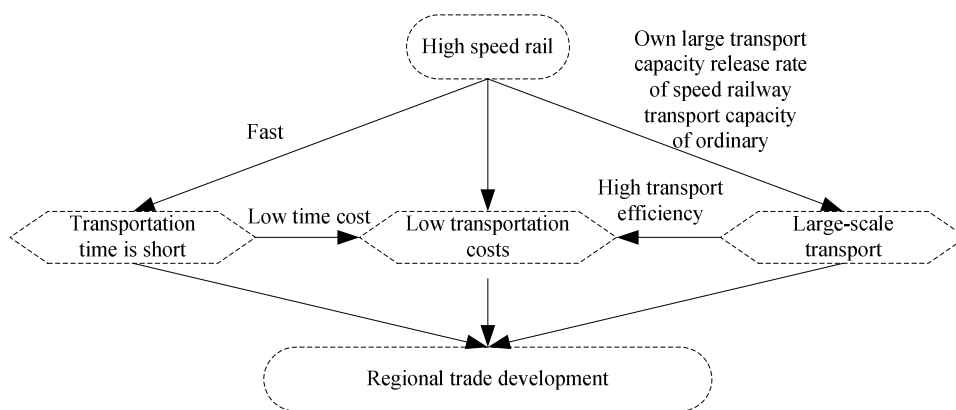 High speed rail
Own large transport
capacity release rate
of speed railway
transport capacity
of ordinary
Fast
High transport
efficiency
Transportation
time is short
Low time cost
Low transportation
costs
Large-scale
transport
Regional trade development